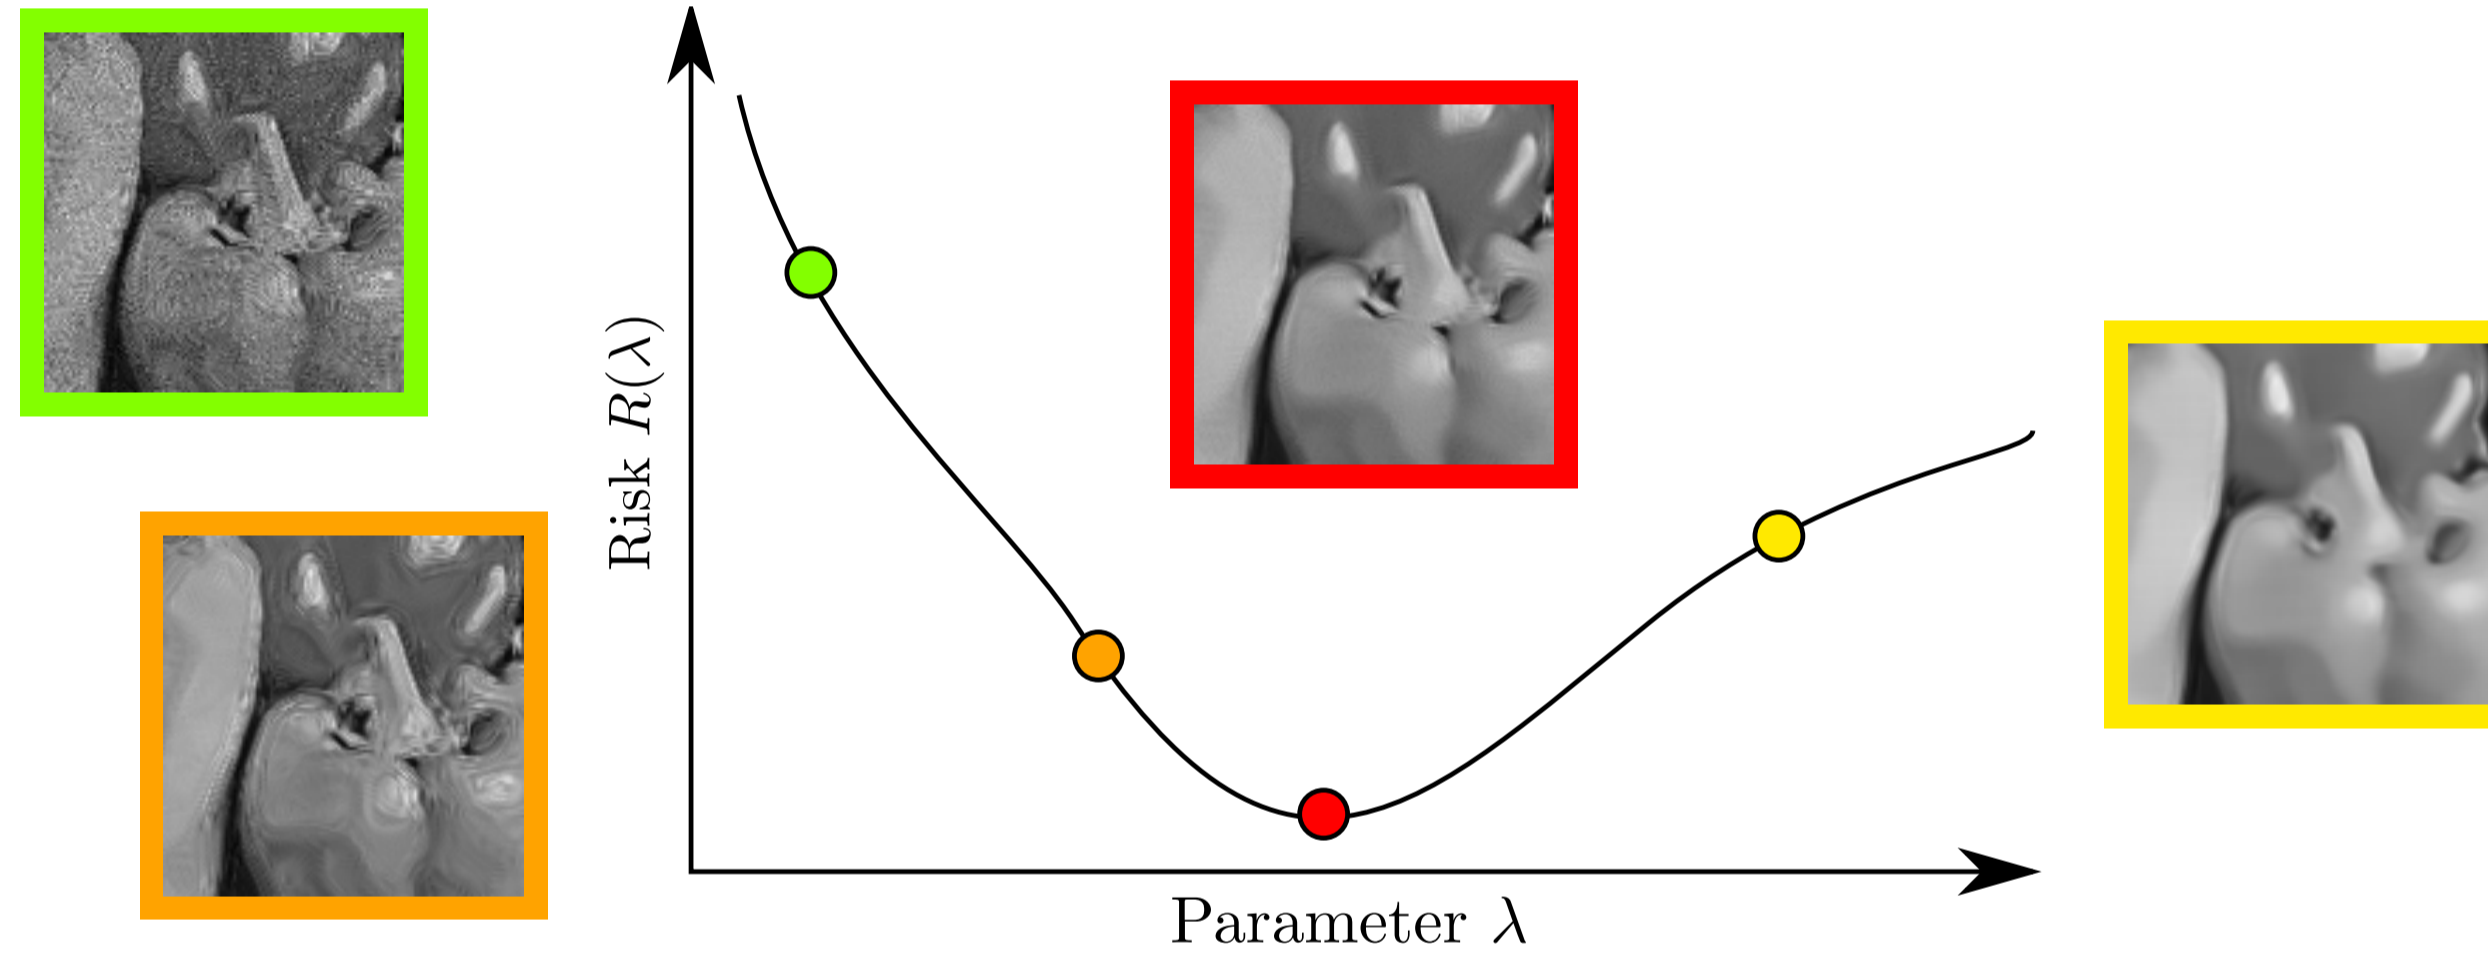 Risk R(λ)
Parameter λ